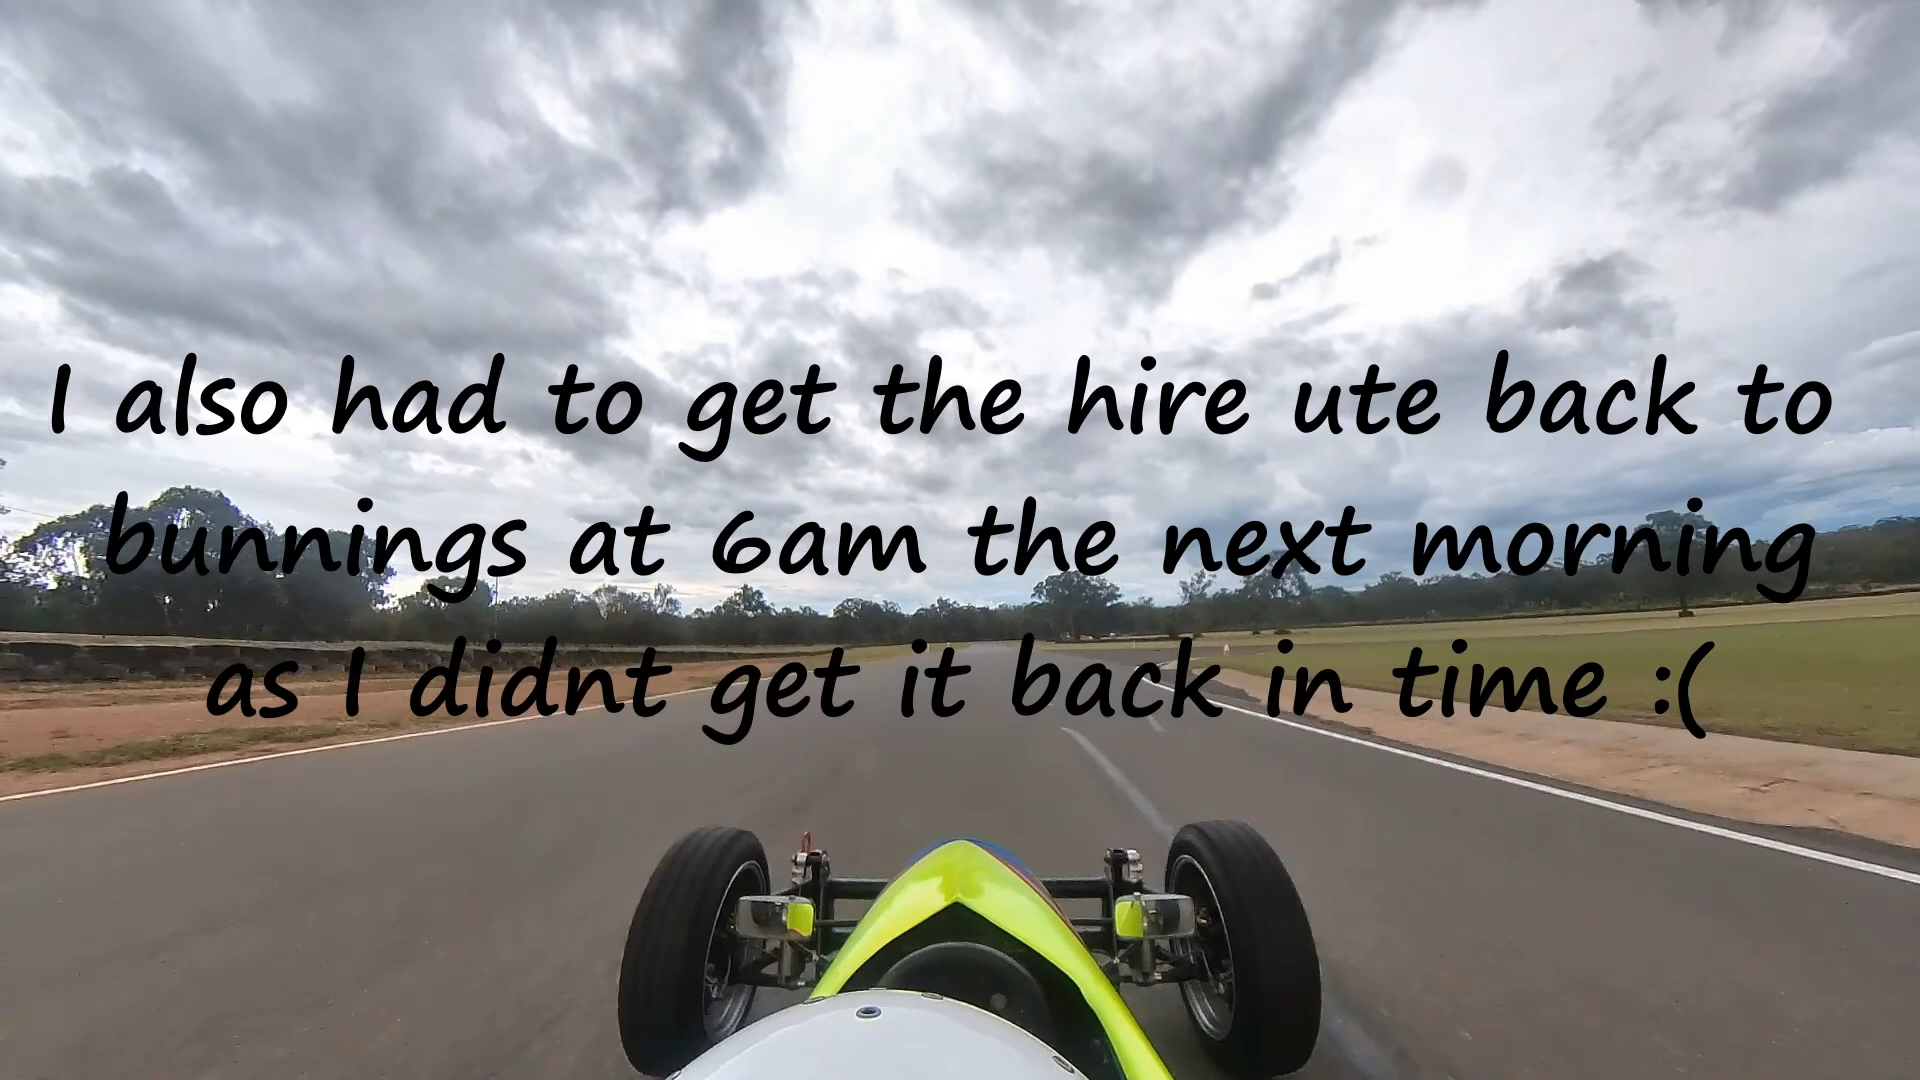 I also had to get the hire ute back to
bunnings at 6am the next morning
as I didnt get it back in time :(